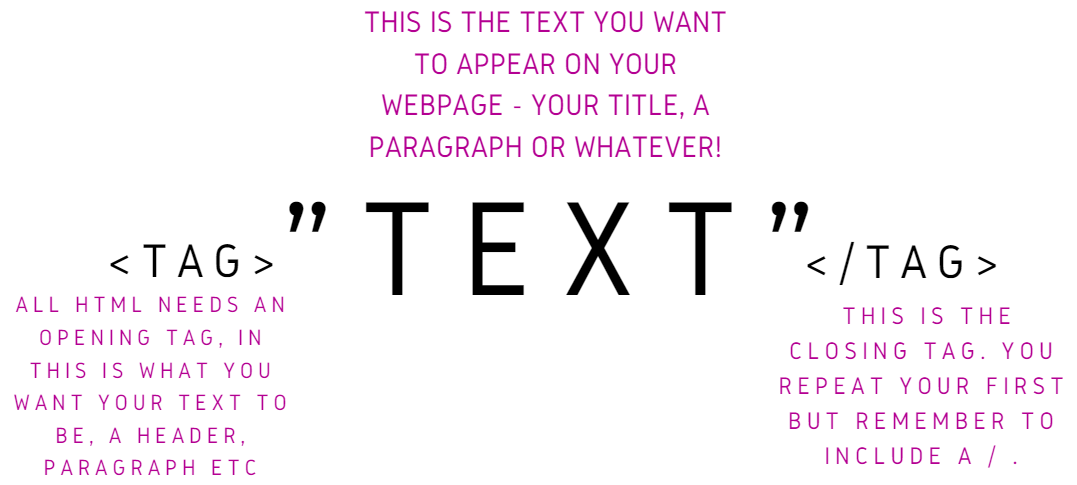 THIS IS THE TEXT YOU WANT
TO APPEAR ON YOUR
WEBPAGE - YOUR TITLE, A
PARAGRAPH OR WHATEVER!
<TAG>
”TEXT”
</TAG>
ALL HTML NEEDS AN
OPENING TAG, IN
THIS IS WHAT YOU
WANT YOUR TEXT TO
BE, A HEADER,
PARAGRAPH ETC
THIS IS THE
CLOSING TAG. YOU
REPEAT YOUR FIRST
BUT REMEMBER TO
INCLUDE A / .